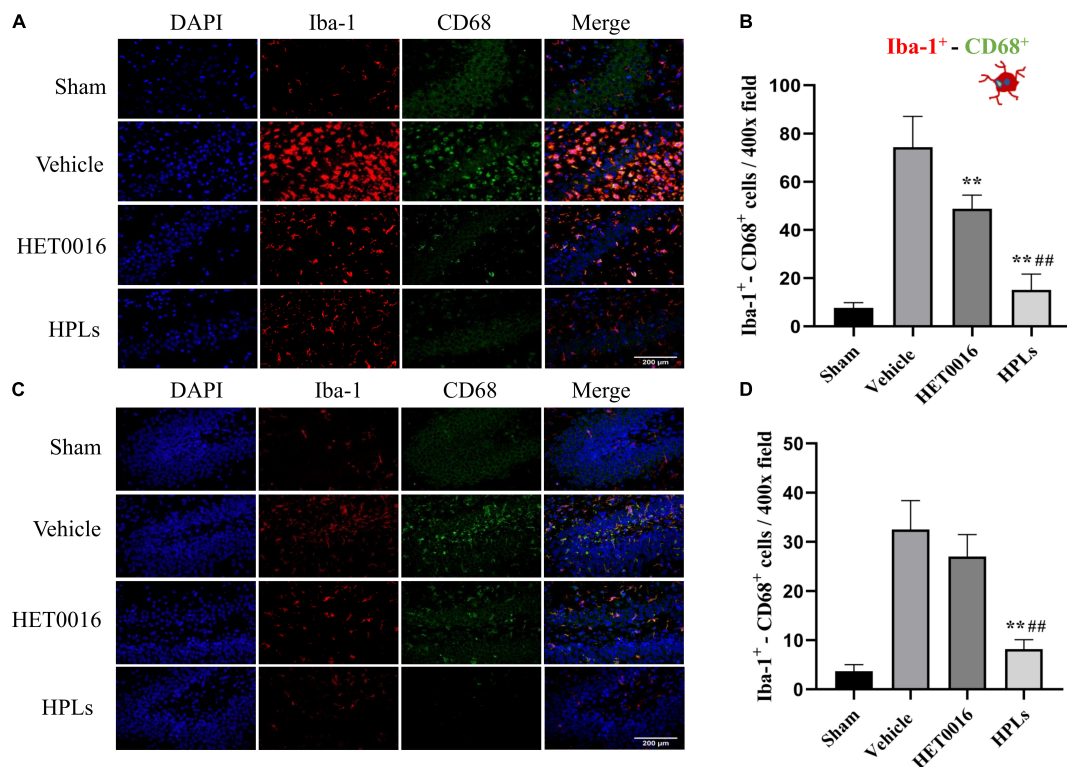 A
DAPI Iba-1 CD68 Merge
Sham
Vehicle
HET0016
HPLs
200 μm
B
Iba-1⁺ - CD68⁺
Iba-1⁺ - CD68⁺ cells / 400x field
100
80
60
40
20
0
**
**##
Sham
Vehicle
HET0016
HPLs
C
DAPI Iba-1 CD68 Merge
Sham
Vehicle
HET0016
HPLs
200 μm
D
Iba-1⁺ - CD68⁺ cells / 400x field
50
40
30
20
10
0
**##
Sham
Vehicle
HET0016
HPLs